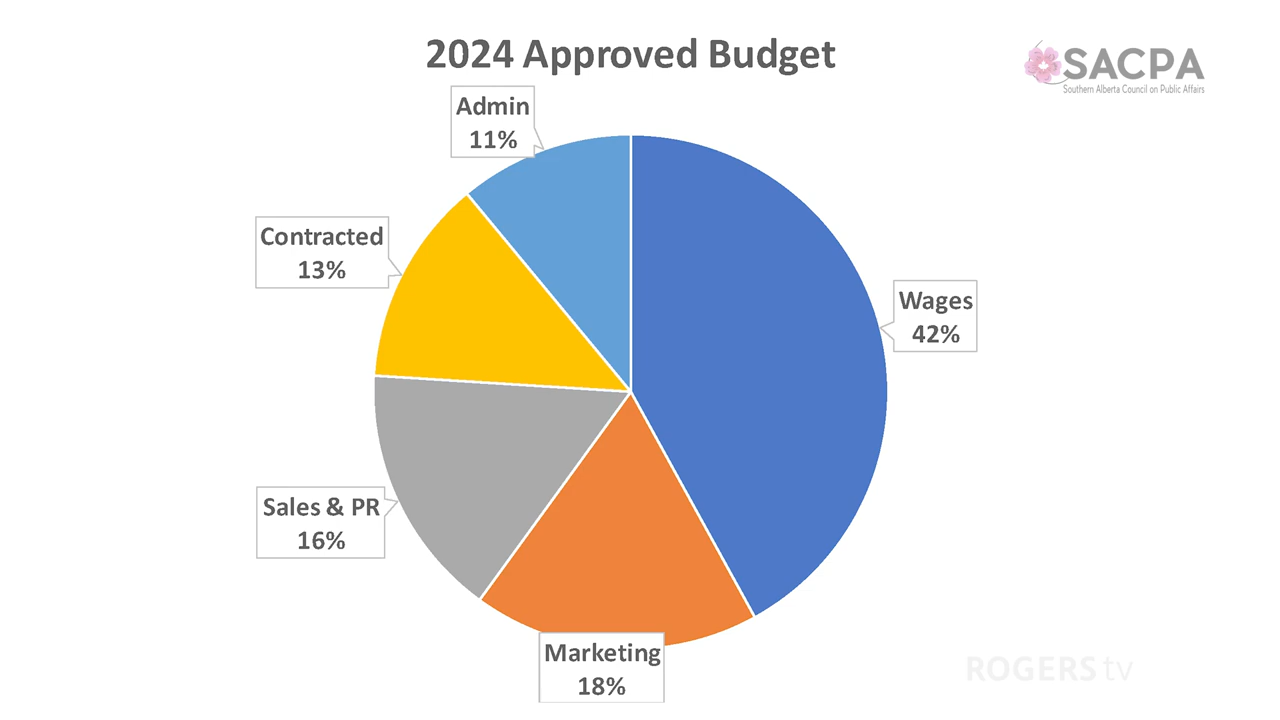 2024 Approved Budget
SACPA
Southern Alberta Council on Public Affairs
Admin
11%
Contracted
13%
Wages
42%
Sales & PR
16%
Marketing
18%
ROGERS tv